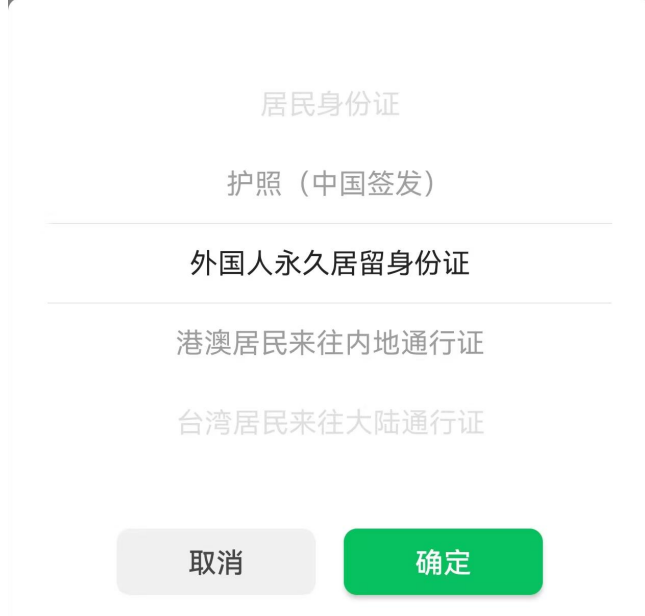 居民身份证
护照（中国签发）
外国人永久居留身份证
港澳居民来往内地通行证
台湾居民来往大陆通行证
取消
确定